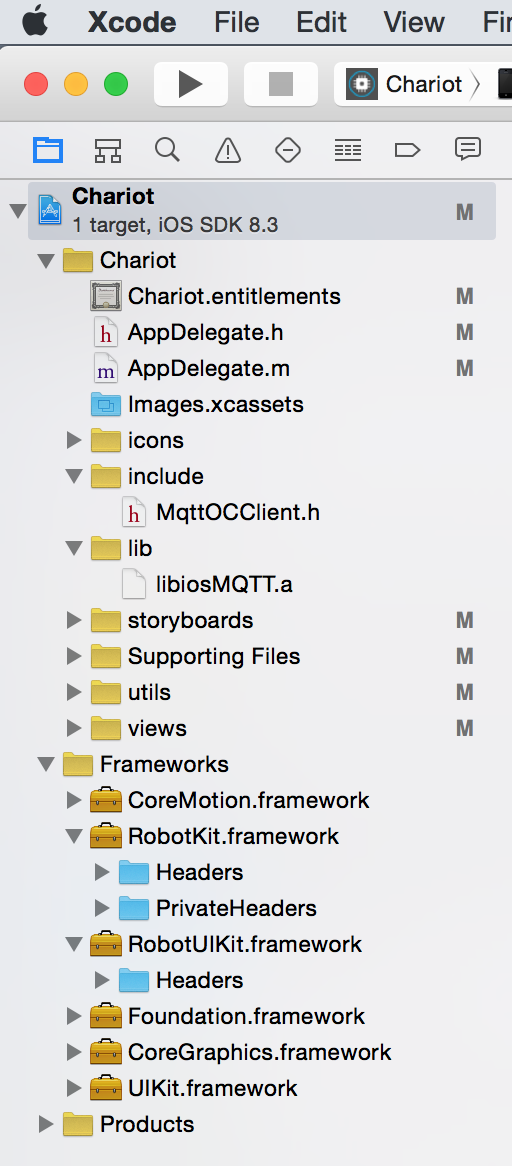 Xcode File Edit View Fi
Chariot
Chariot M
1 target, iOS SDK 8.3
Chariot
Chariot.entitlements M
h AppDelegate.h M
m AppDelegate.m M
Images.xcassets
icons
include
h MqttOCClient.h
lib
libiosMQTT.a
storyboards M
Supporting Files M
utils M
views M
Frameworks
CoreMotion.framework
RobotKit.framework
Headers
PrivateHeaders
RobotUIKit.framework
Headers
Foundation.framework
CoreGraphics.framework
UIKit.framework
Products